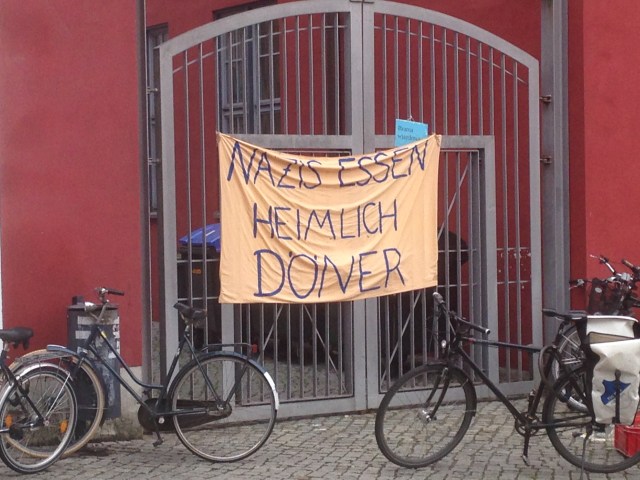 NAZIS ESSEN
HEIMLICH
DÖNER